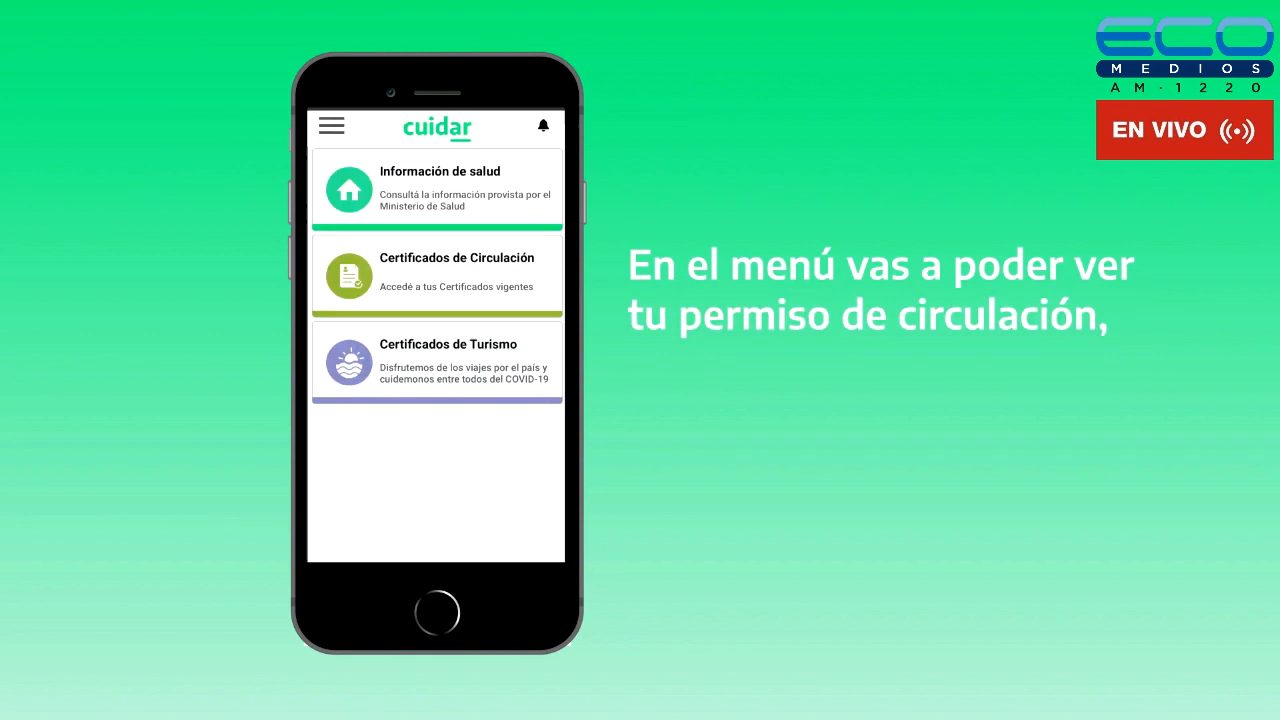 ECO
MEDIOS
AM·1220
EN VIVO
cuidar
Información de salud
Consultá la información provista por el
Ministerio de Salud
Certificados de Circulación
Accedé a tus Certificados vigentes
Certificados de Turismo
Disfrutemos de los viajes por el país y
cuidemonos entre todos del COVID-19
En el menú vas a poder ver
tu permiso de circulación,